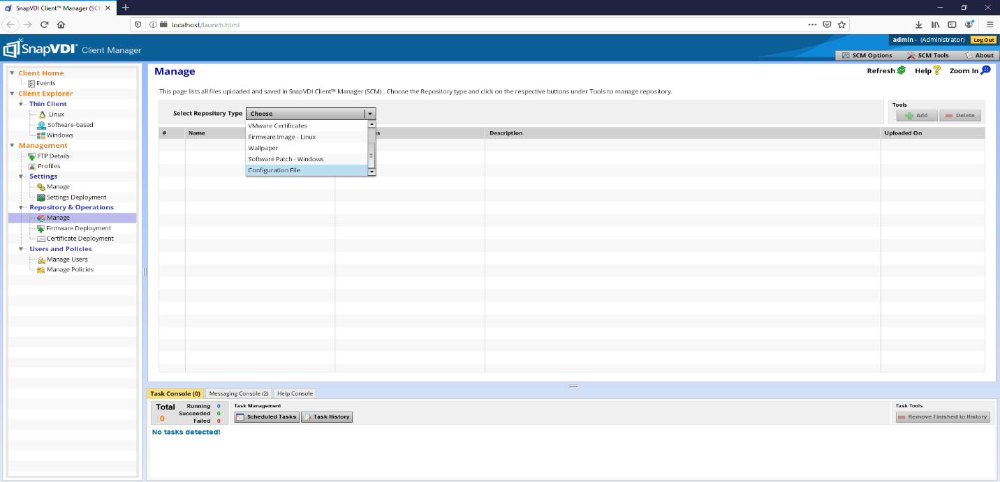 SnapVDI Client™ Manager (SC
localhost/launch.html
admin - (Administrator) Log Out
SnapVDI Client Manager
SCM Options SCM Tools About
Client Home
Events
Client Explorer
Thin Client
Linux
Software-based
Windows
Management
FTP Details
Profiles
Settings
Manage
Settings Deployment
Repository & Operations
Manage
Firmware Deployment
Certificate Deployment
Users and Policies
Manage Users
Manage Policies
Manage
Refresh Help Zoom In
This page lists all files uploaded and saved in SnapVDI Client™ Manager (SCM) . Choose the Repository type and click on the respective buttons under Tools to manage repository.
Select Repository Type Choose
Tools
Add Delete
# Name es Description Uploaded On
VMware Certificates
Firmware Image - Linux
Wallpaper
Software Patch - Windows
Configuration File
Task Console (0) Messaging Console (2) Help Console
Total
0
Running 0
Succeeded 0
Failed 0
Task Management
Scheduled Tasks Task History
Task Tools
Remove Finished to History
No tasks detected!